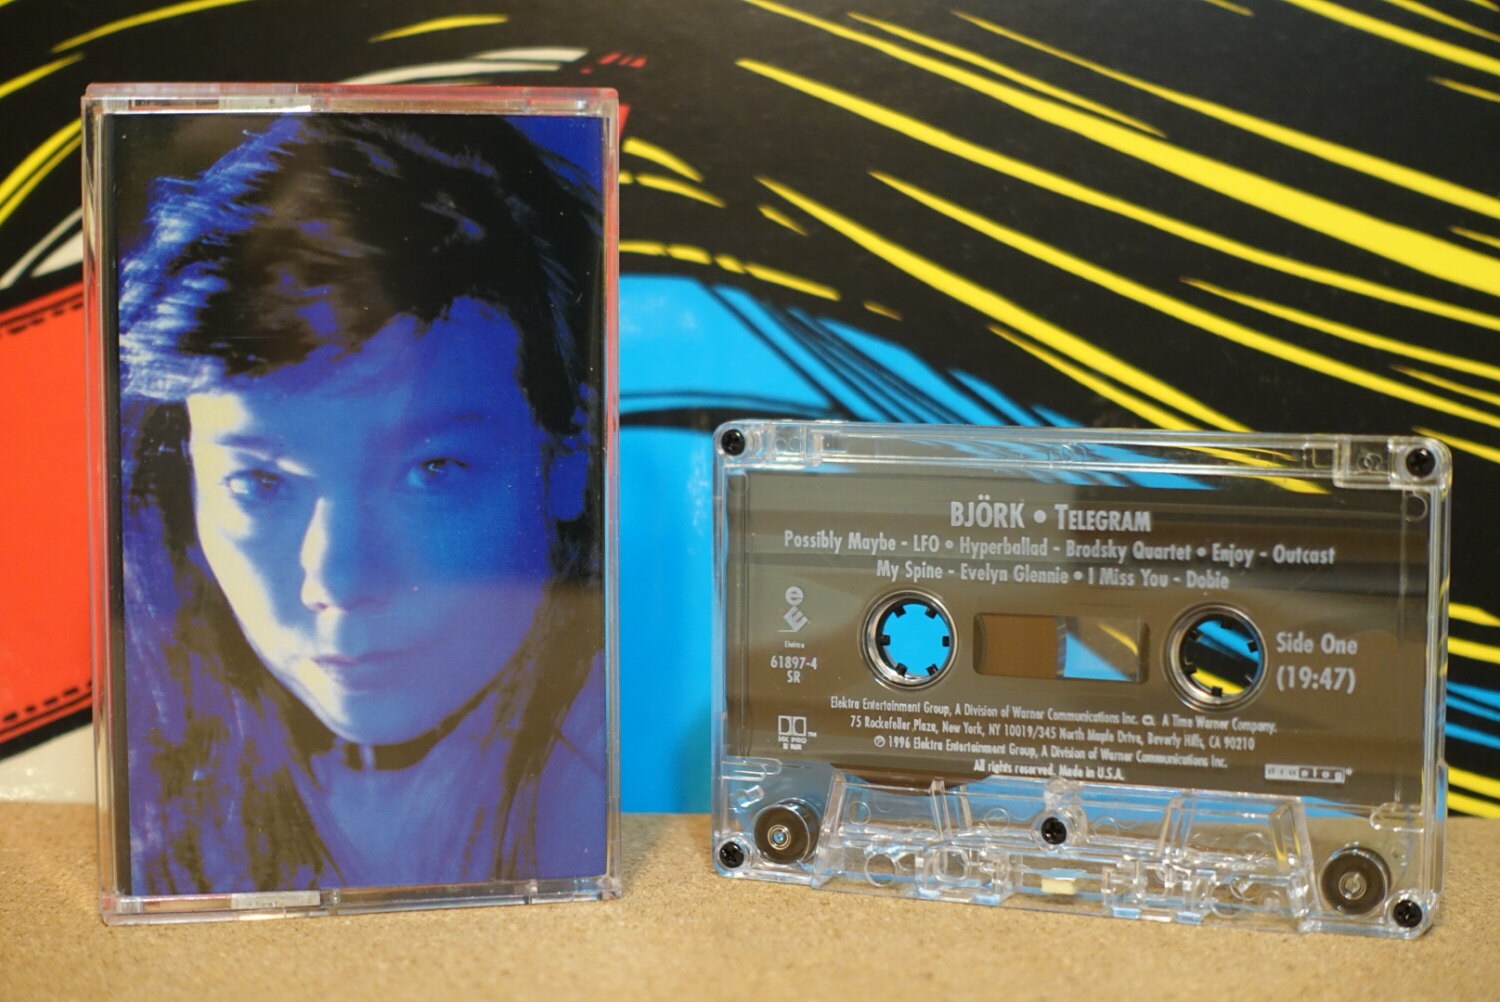 BJÖRK • TELEGRAM
Possibly Maybe - LFO • Hyperballad - Brodsky Quartet • Enjoy - Outcast
My Spine - Evelyn Glennie • I Miss You - Dobie
Side One
(19:47)
Elektra
61897-4
SR
HX PRO
B NR
Elektra Entertainment Group, A Division of Warner Communications Inc. A Time Warner Company.
75 Rockefeller Plaza, New York, NY 10019/345 North Maple Drive, Beverly Hills, CA 90210
℗ 1996 Elektra Entertainment Group, A Division of Warner Communications Inc.
All rights reserved. Made in U.S.A.